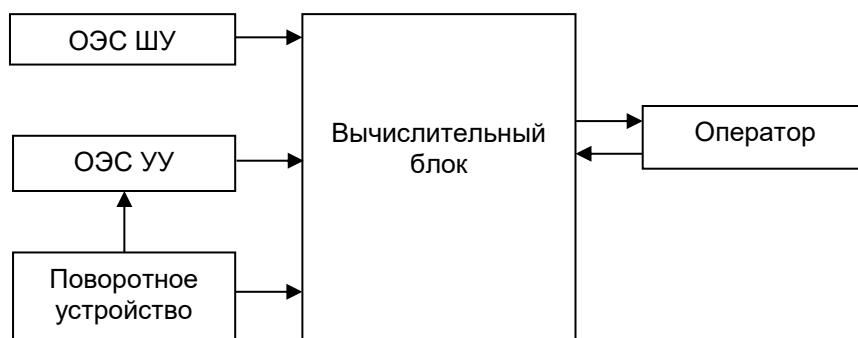 ОЭС ШУ
ОЭС УУ
Поворотное
устройство
Вычислительный
блок
Оператор